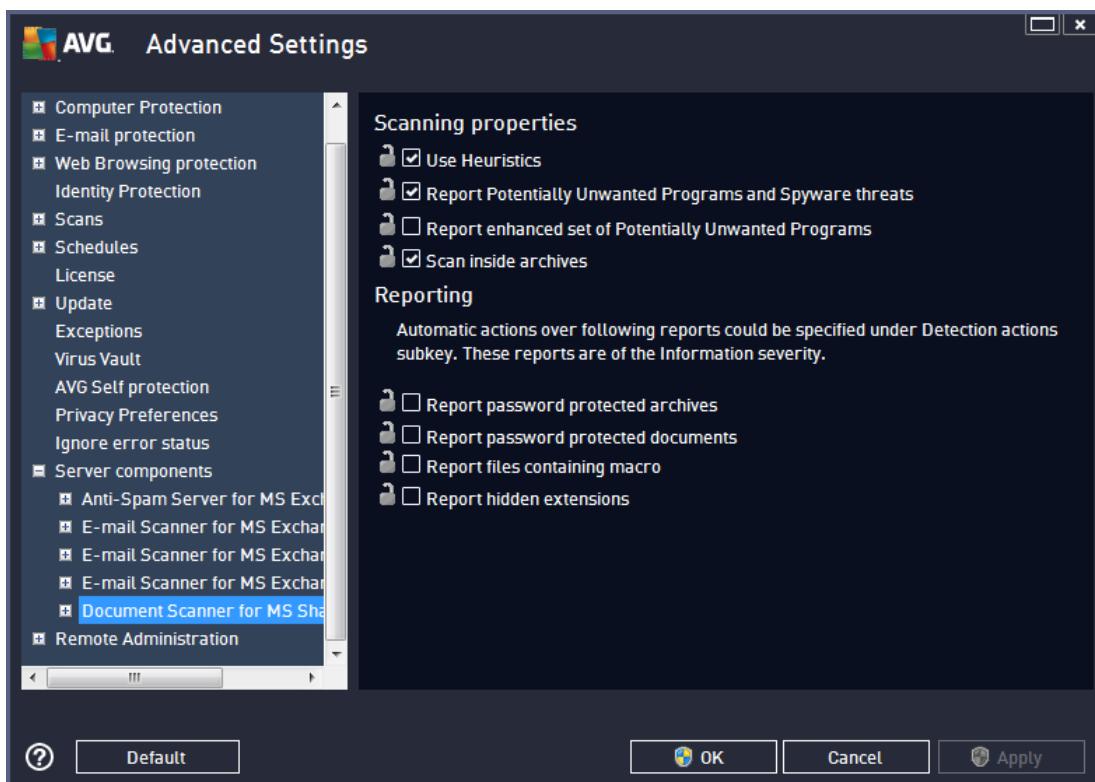 AVG. Advanced Settings
Computer Protection
E-mail protection
Web Browsing protection
Identity Protection
Scans
Schedules
License
Update
Exceptions
Virus Vault
AVG Self protection
Privacy Preferences
Ignore error status
Server components
Anti-Spam Server for MS Excl
E-mail Scanner for MS Exchar
E-mail Scanner for MS Exchar
E-mail Scanner for MS Exchar
Document Scanner for MS Sha
Remote Administration
Scanning properties
Use Heuristics
Report Potentially Unwanted Programs and Spyware threats
Report enhanced set of Potentially Unwanted Programs
Scan inside archives
Reporting
Automatic actions over following reports could be specified under Detection actions
subkey. These reports are of the Information severity.
Report password protected archives
Report password protected documents
Report files containing macro
Report hidden extensions
Default
OK
Cancel
Apply